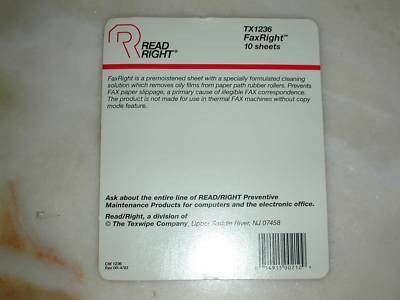 READ
RIGHT®
TX1236
FaxRight™
10 sheets
FaxRight is a premoistened sheet with a specially formulated cleaning
solution which removes oily films from paper path rubber rollers. Prevents
FAX paper slippage, a primary cause of illegible FAX correspondence.
The product is not made for use in thermal FAX machines without copy
mode feature.
Ask about the entire line of READ/RIGHT Preventive
Maintenance Products for computers and the electronic office.
Read/Right, a division of
© The Texwipe Company, Upper Saddle River, NJ 07458
CM 1236